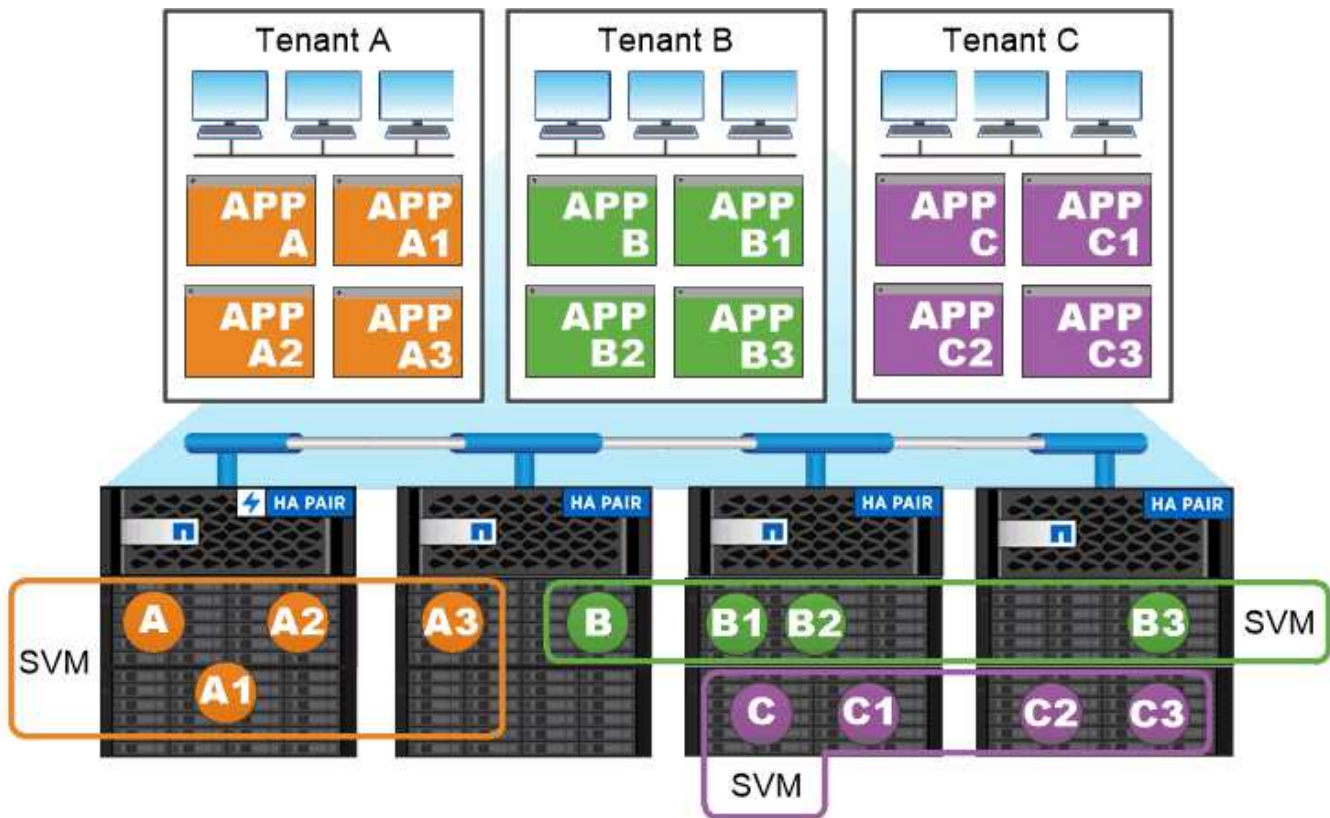 Tenant A
Tenant B
Tenant C
APP
A
APP
A1
APP
B
APP
B1
APP
C
APP
C1
APP
A2
APP
A3
APP
B2
APP
B3
APP
C2
APP
C3
HA PAIR
HA PAIR
HA PAIR
HA PAIR
A
A2
A3
B
B1
B2
B3
SVM
SVM
A1
C
C1
C2
C3
SVM